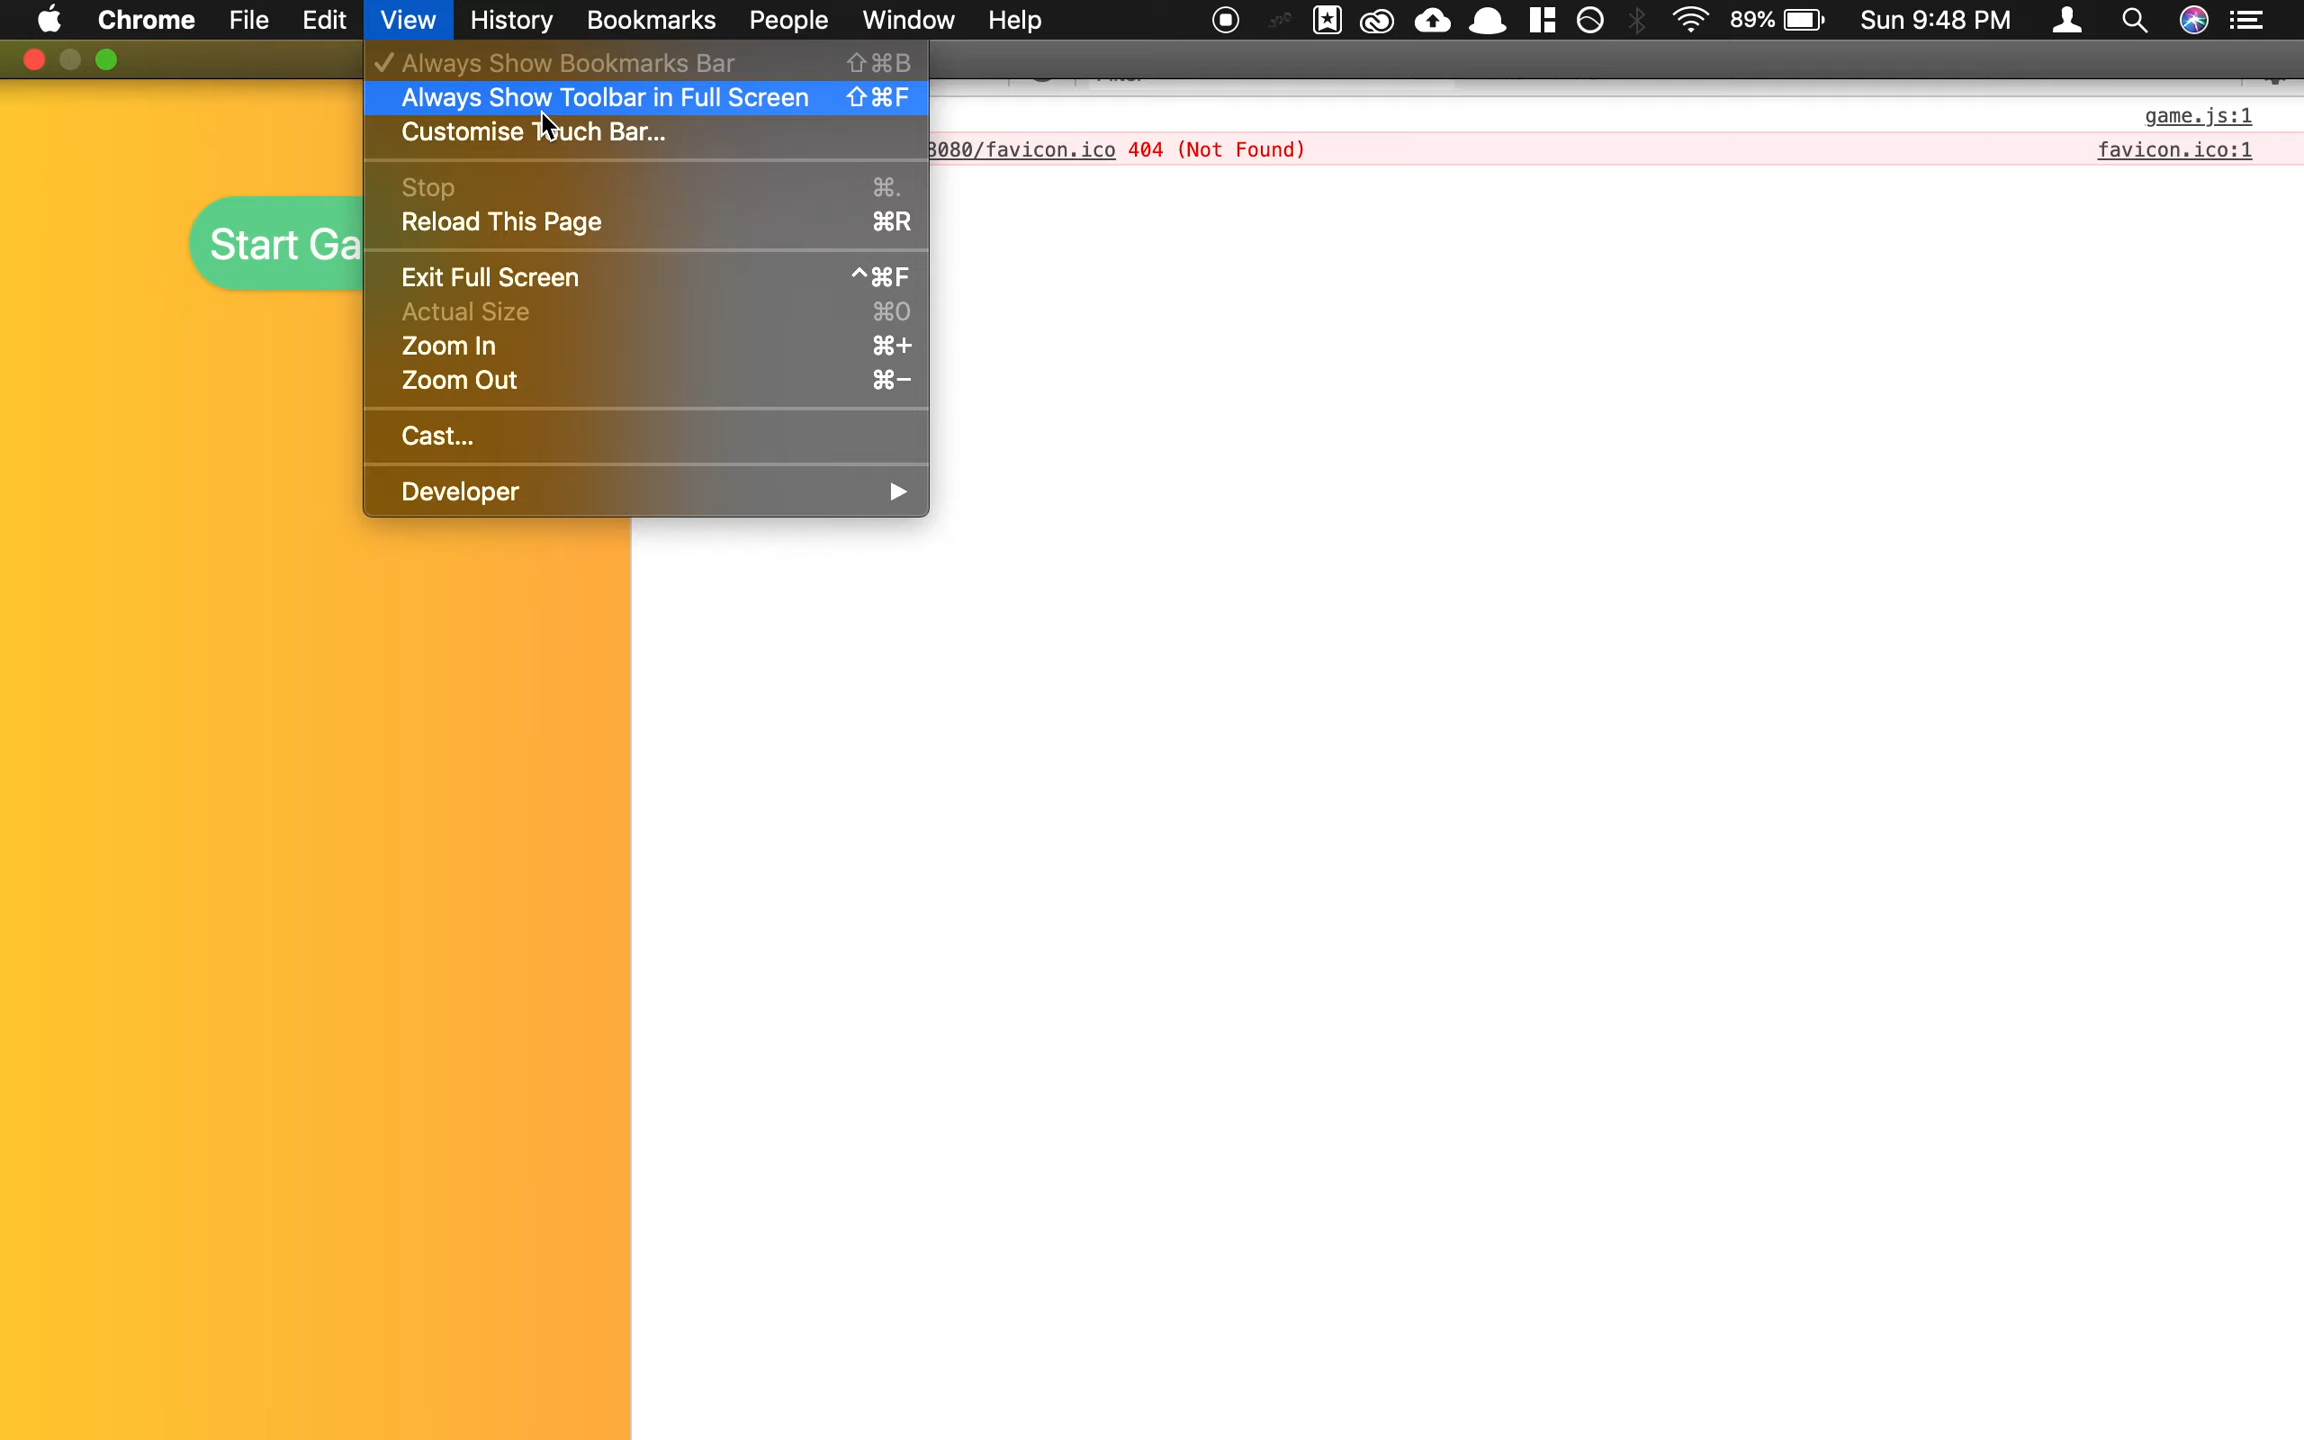 Chrome File Edit View History Bookmarks People Window Help 89% Sun 9:48 PM
✓ Always Show Bookmarks Bar ⇧⌘B
Always Show Toolbar in Full Screen ⇧⌘F
Customise Touch Bar...
Stop ⌘.
Reload This Page ⌘R
Exit Full Screen ^⌘F
Actual Size ⌘0
Zoom In ⌘+
Zoom Out ⌘−
Cast...
Developer ▶
Start Ga
game.js:1
8080/favicon.ico 404 (Not Found) favicon.ico:1